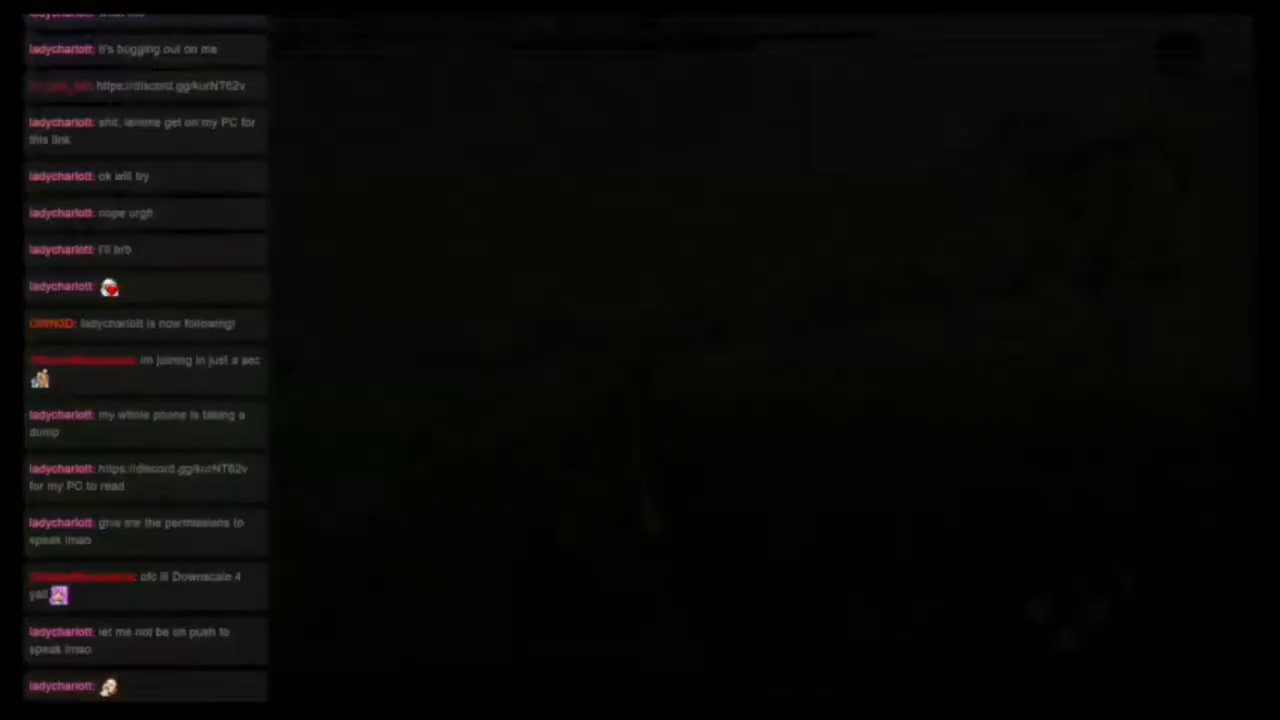 ladycharlott: it's bugging out on me
https://discord.gg/kurNT62v
ladycharlott: shit, lemme get on my PC for
this link
ladycharlott: ok will try
ladycharlott: nope urgh
ladycharlott: I'll brb
ladycharlott:
OWN3D: ladycharlott is now following!
im joining in just a sec
ladycharlott: my whole phone is taking a
dump
ladycharlott: https://discord.gg/kurNT62v
for my PC to read
ladycharlott: give me the permissions to
speak lmao
ofc ill Downscale 4
yall
ladycharlott: let me not be on push to
speak lmao
ladycharlott: